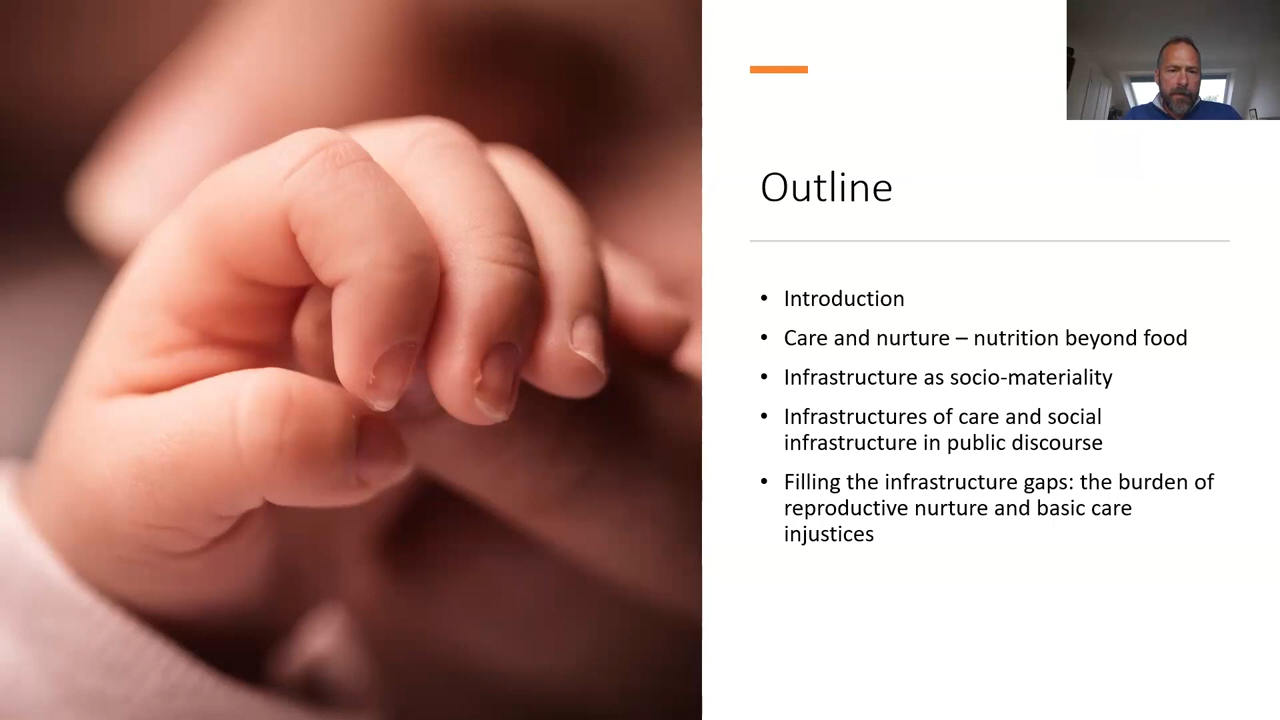 Outline
• Introduction
• Care and nurture – nutrition beyond food
• Infrastructure as socio-materiality
• Infrastructures of care and social
infrastructure in public discourse
• Filling the infrastructure gaps: the burden of
reproductive nurture and basic care
injustices